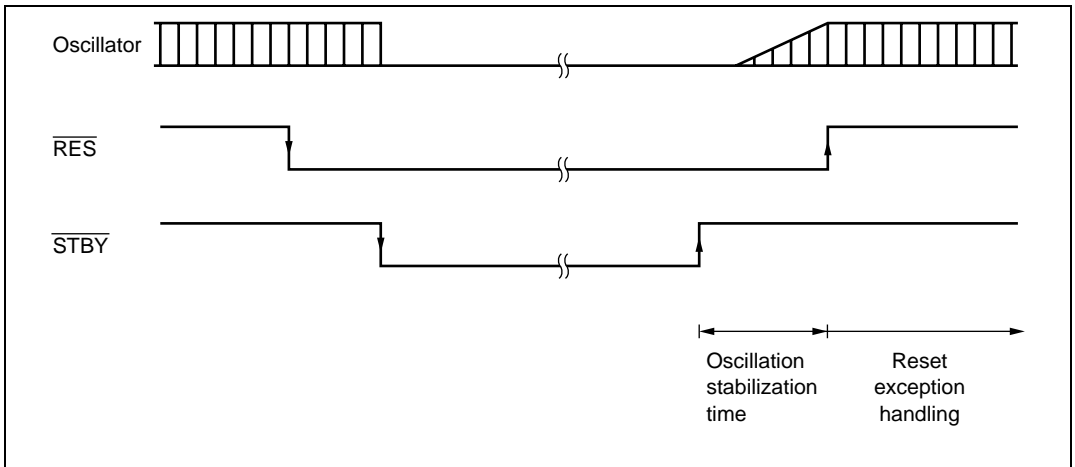 Oscillator
RES
STBY
Oscillation
stabilization
time
Reset
exception
handling